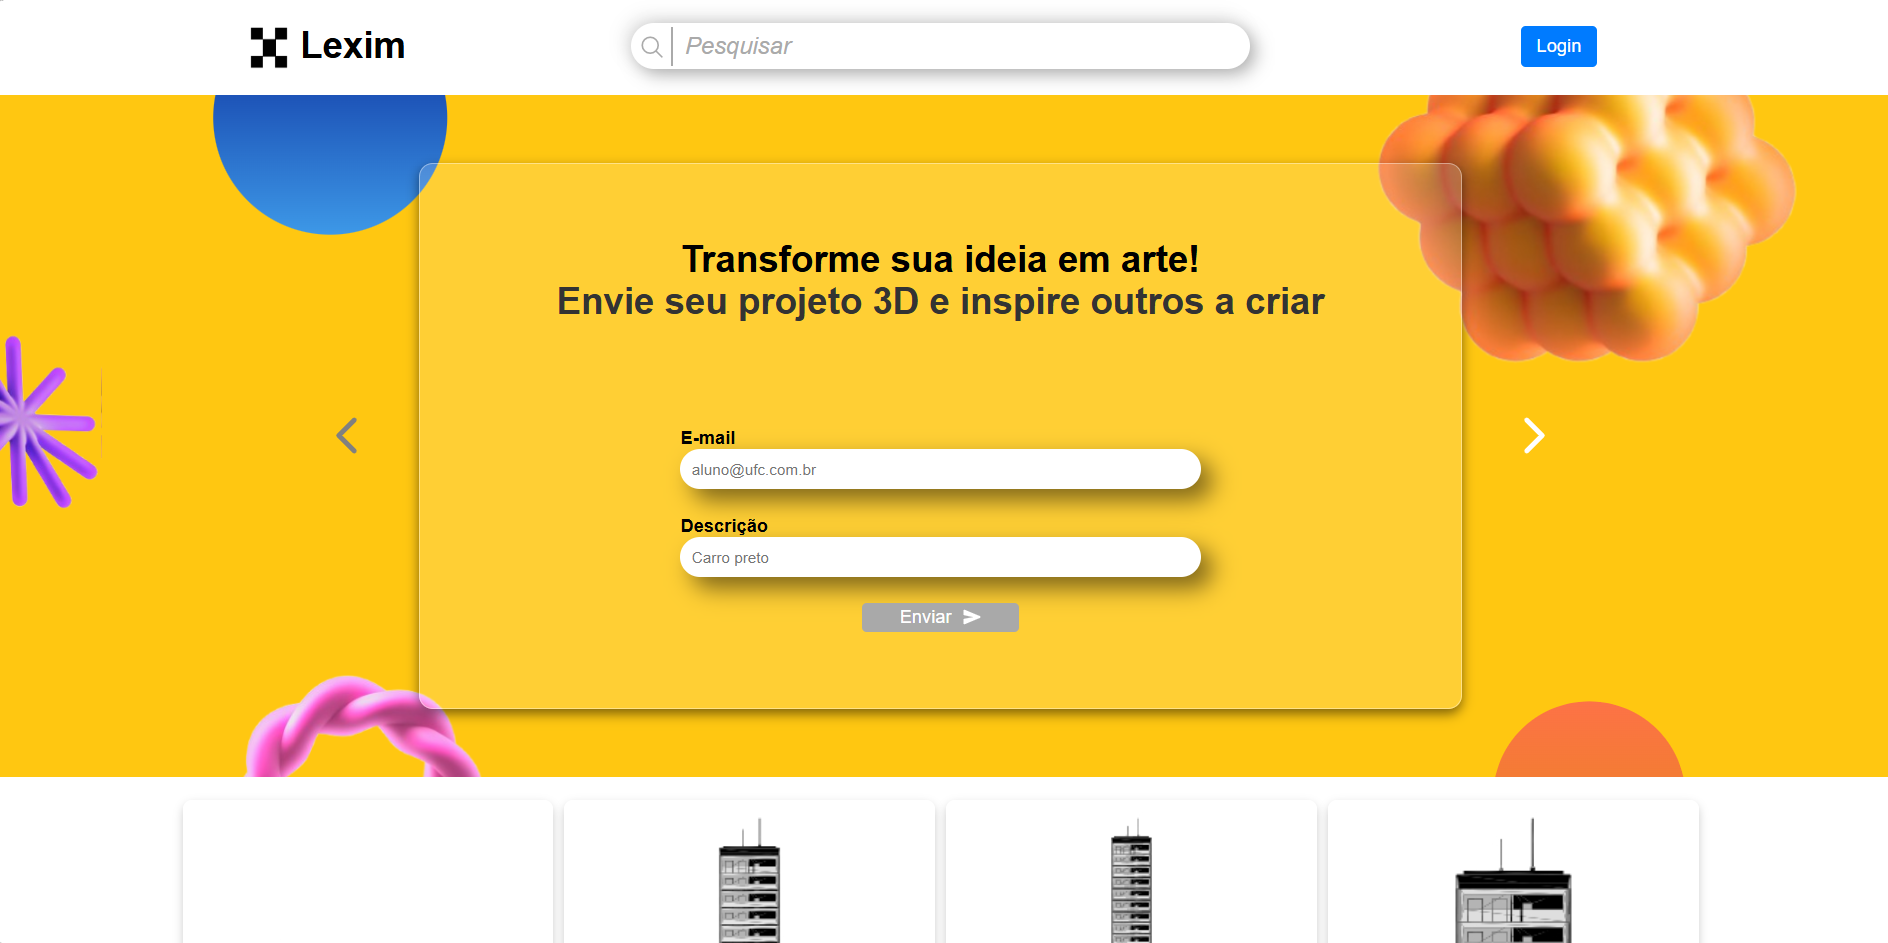 Lexim
Pesquisar
Login
Transforme sua ideia em arte!
Envie seu projeto 3D e inspire outros a criar
E-mail
aluno@ufc.com.br
Descrição
Carro preto
Enviar